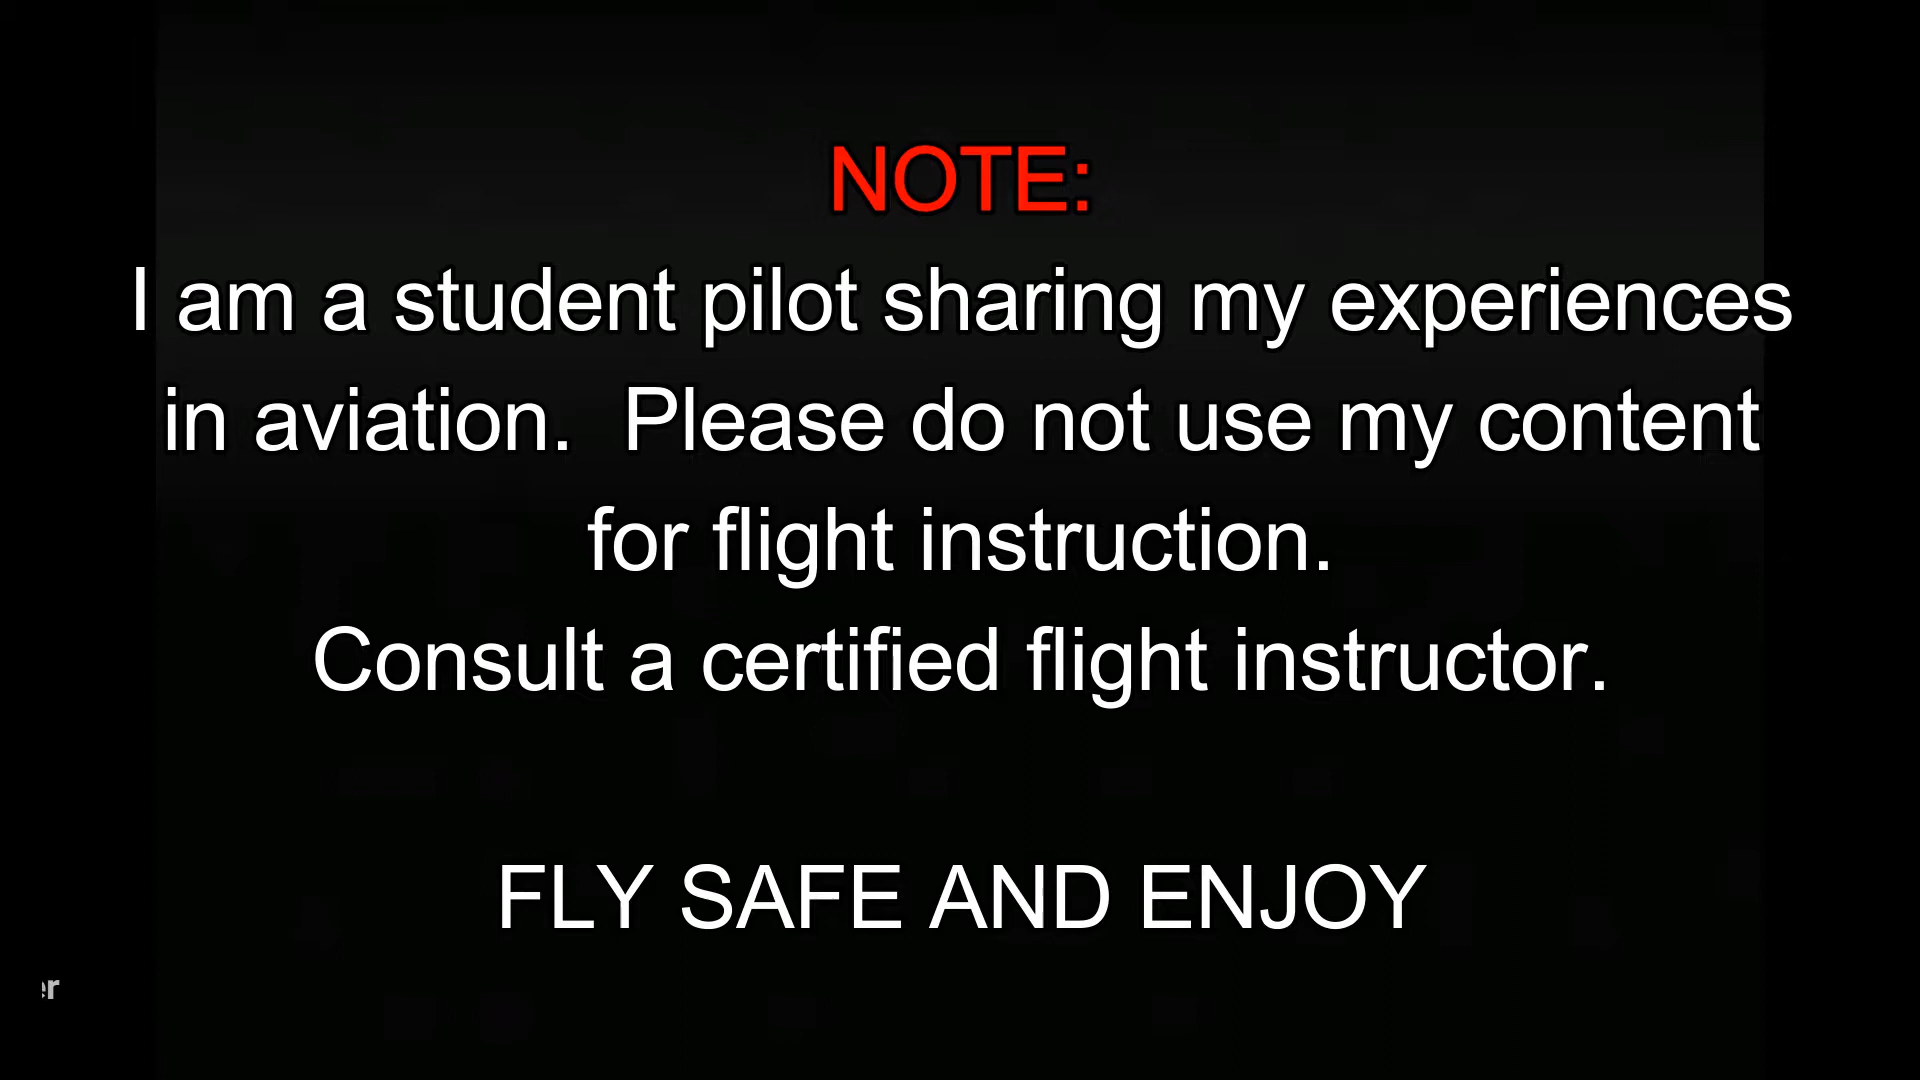 NOTE:
I am a student pilot sharing my experiences
in aviation.  Please do not use my content
for flight instruction.
Consult a certified flight instructor.
FLY SAFE AND ENJOY